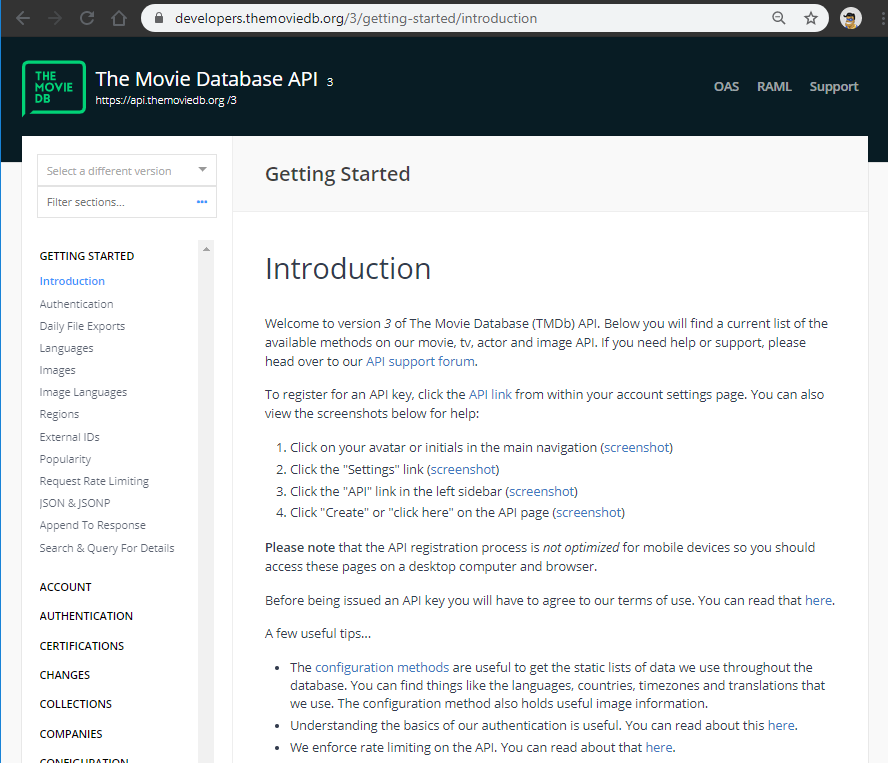 developers.themoviedb.org/3/getting-started/introduction
THE
MOVIE
DB
The Movie Database API 3
https://api.themoviedb.org /3
OAS RAML Support
Select a different version
Filter sections...
GETTING STARTED
Introduction
Authentication
Daily File Exports
Languages
Images
Image Languages
Regions
External IDs
Popularity
Request Rate Limiting
JSON & JSONP
Append To Response
Search & Query For Details
ACCOUNT
AUTHENTICATION
CERTIFICATIONS
CHANGES
COLLECTIONS
COMPANIES
CONFIGURATION
Getting Started
Introduction
Welcome to version 3 of The Movie Database (TMDb) API. Below you will find a current list of the
available methods on our movie, tv, actor and image API. If you need help or support, please
head over to our API support forum.
To register for an API key, click the API link from within your account settings page. You can also
view the screenshots below for help:
1. Click on your avatar or initials in the main navigation (screenshot)
2. Click the "Settings" link (screenshot)
3. Click the "API" link in the left sidebar (screenshot)
4. Click "Create" or "click here" on the API page (screenshot)
Please note that the API registration process is not optimized for mobile devices so you should
access these pages on a desktop computer and browser.
Before being issued an API key you will have to agree to our terms of use. You can read that here.
A few useful tips...
• The configuration methods are useful to get the static lists of data we use throughout the
database. You can find things like the languages, countries, timezones and translations that
we use. The configuration method also holds useful image information.
• Understanding the basics of our authentication is useful. You can read about this here.
• We enforce rate limiting on the API. You can read about that here.